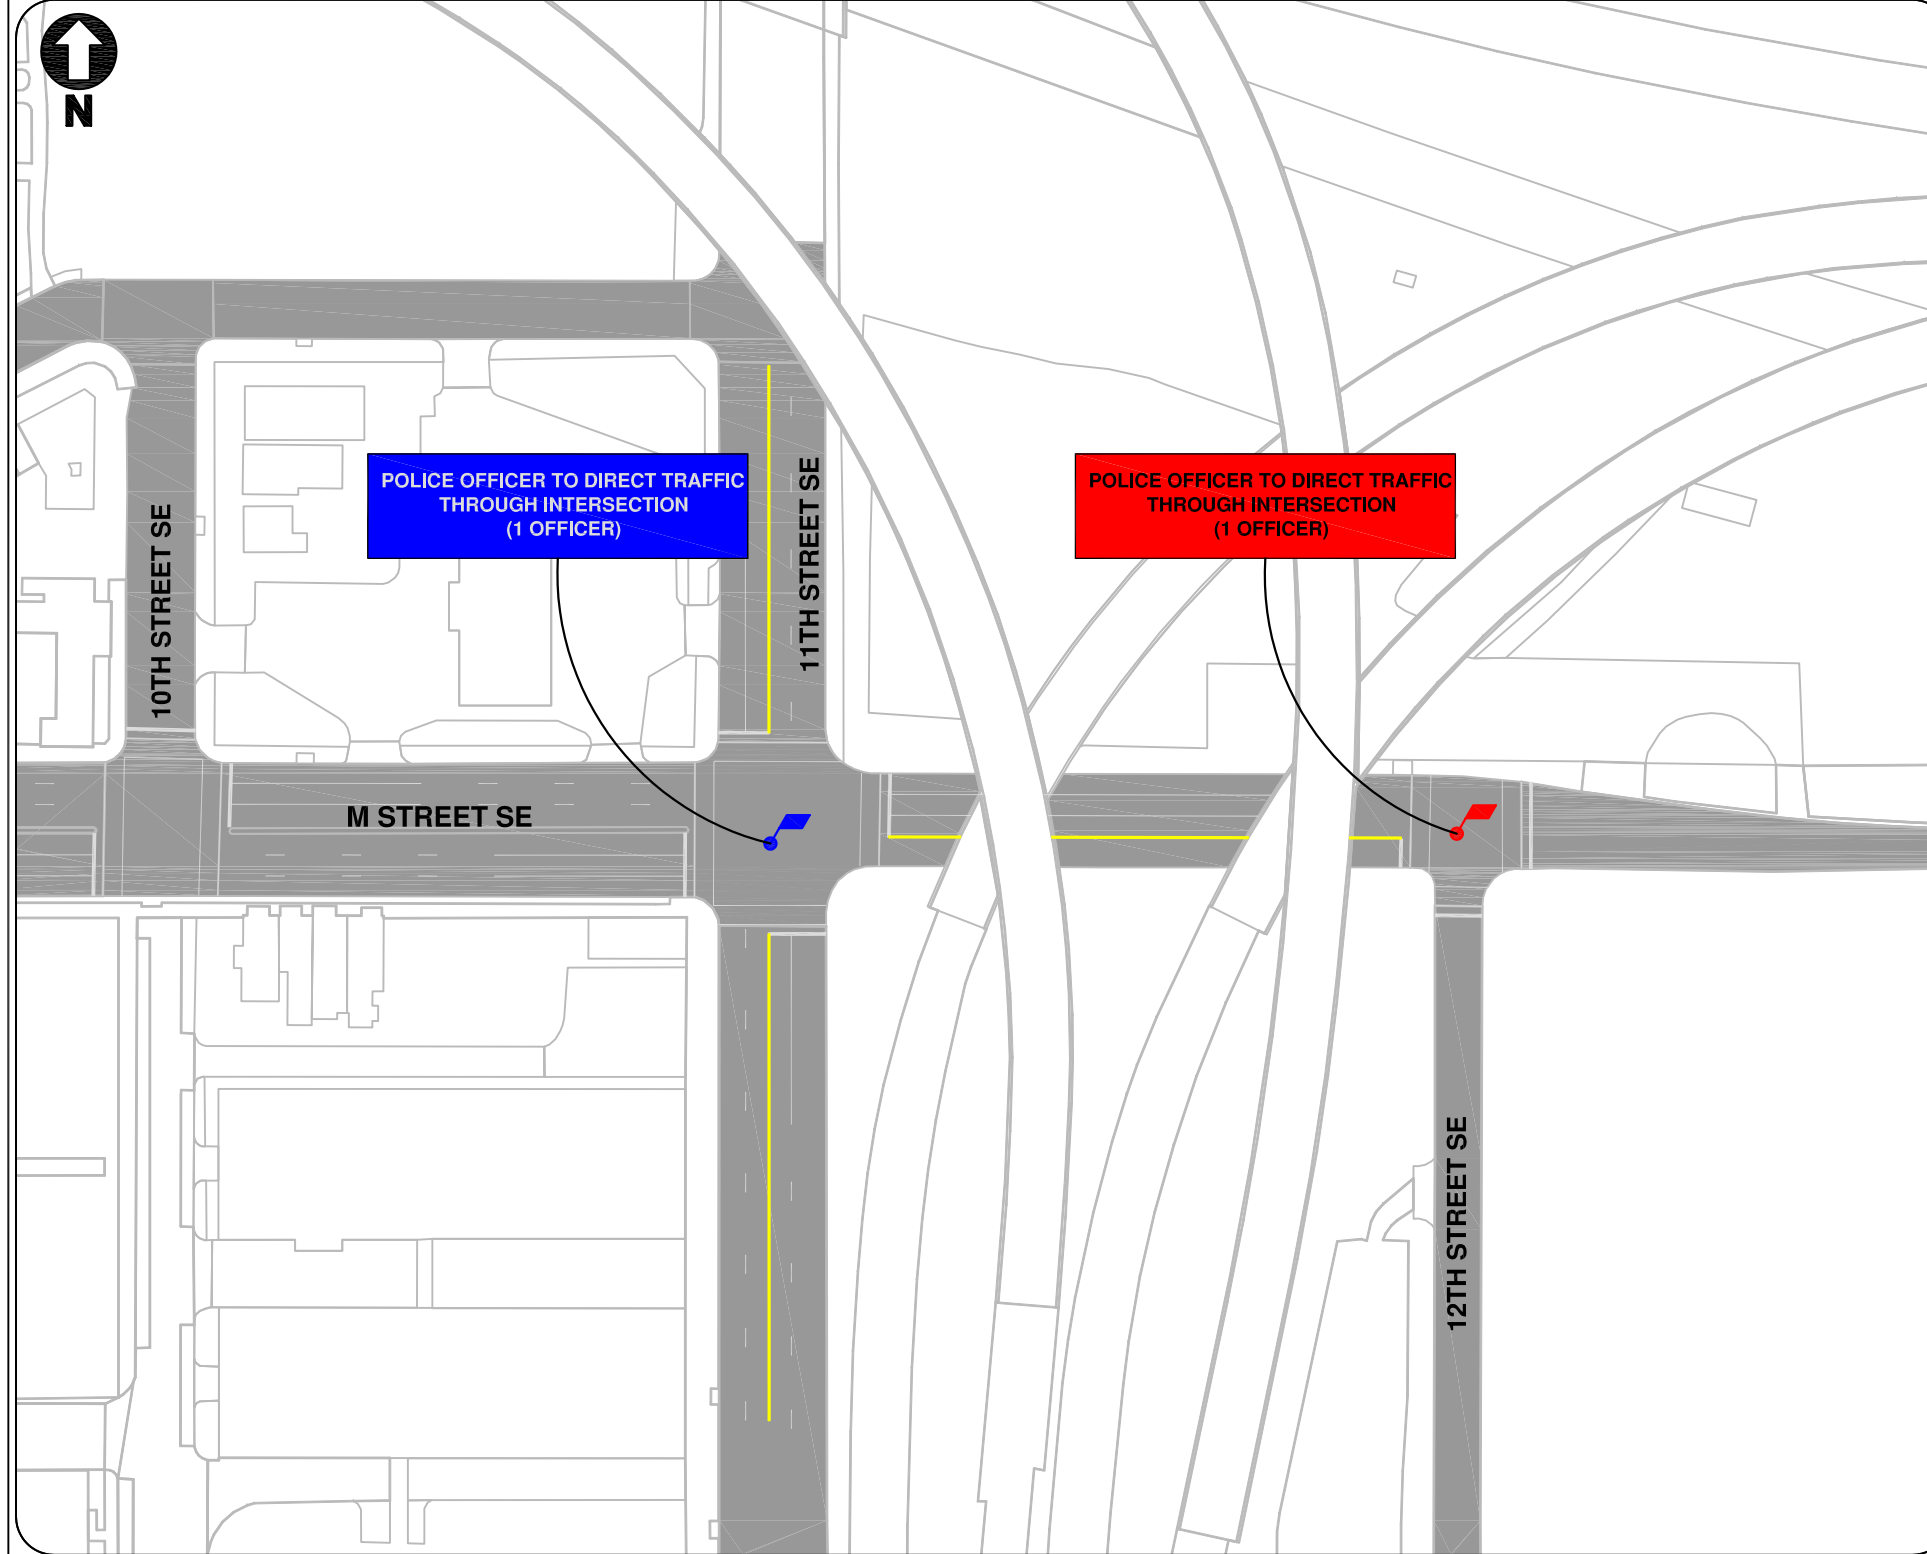 N
POLICE OFFICER TO DIRECT TRAFFIC
THROUGH INTERSECTION
(1 OFFICER)
POLICE OFFICER TO DIRECT TRAFFIC
THROUGH INTERSECTION
(1 OFFICER)
10TH STREET SE
11TH STREET SE
M STREET SE
12TH STREET SE